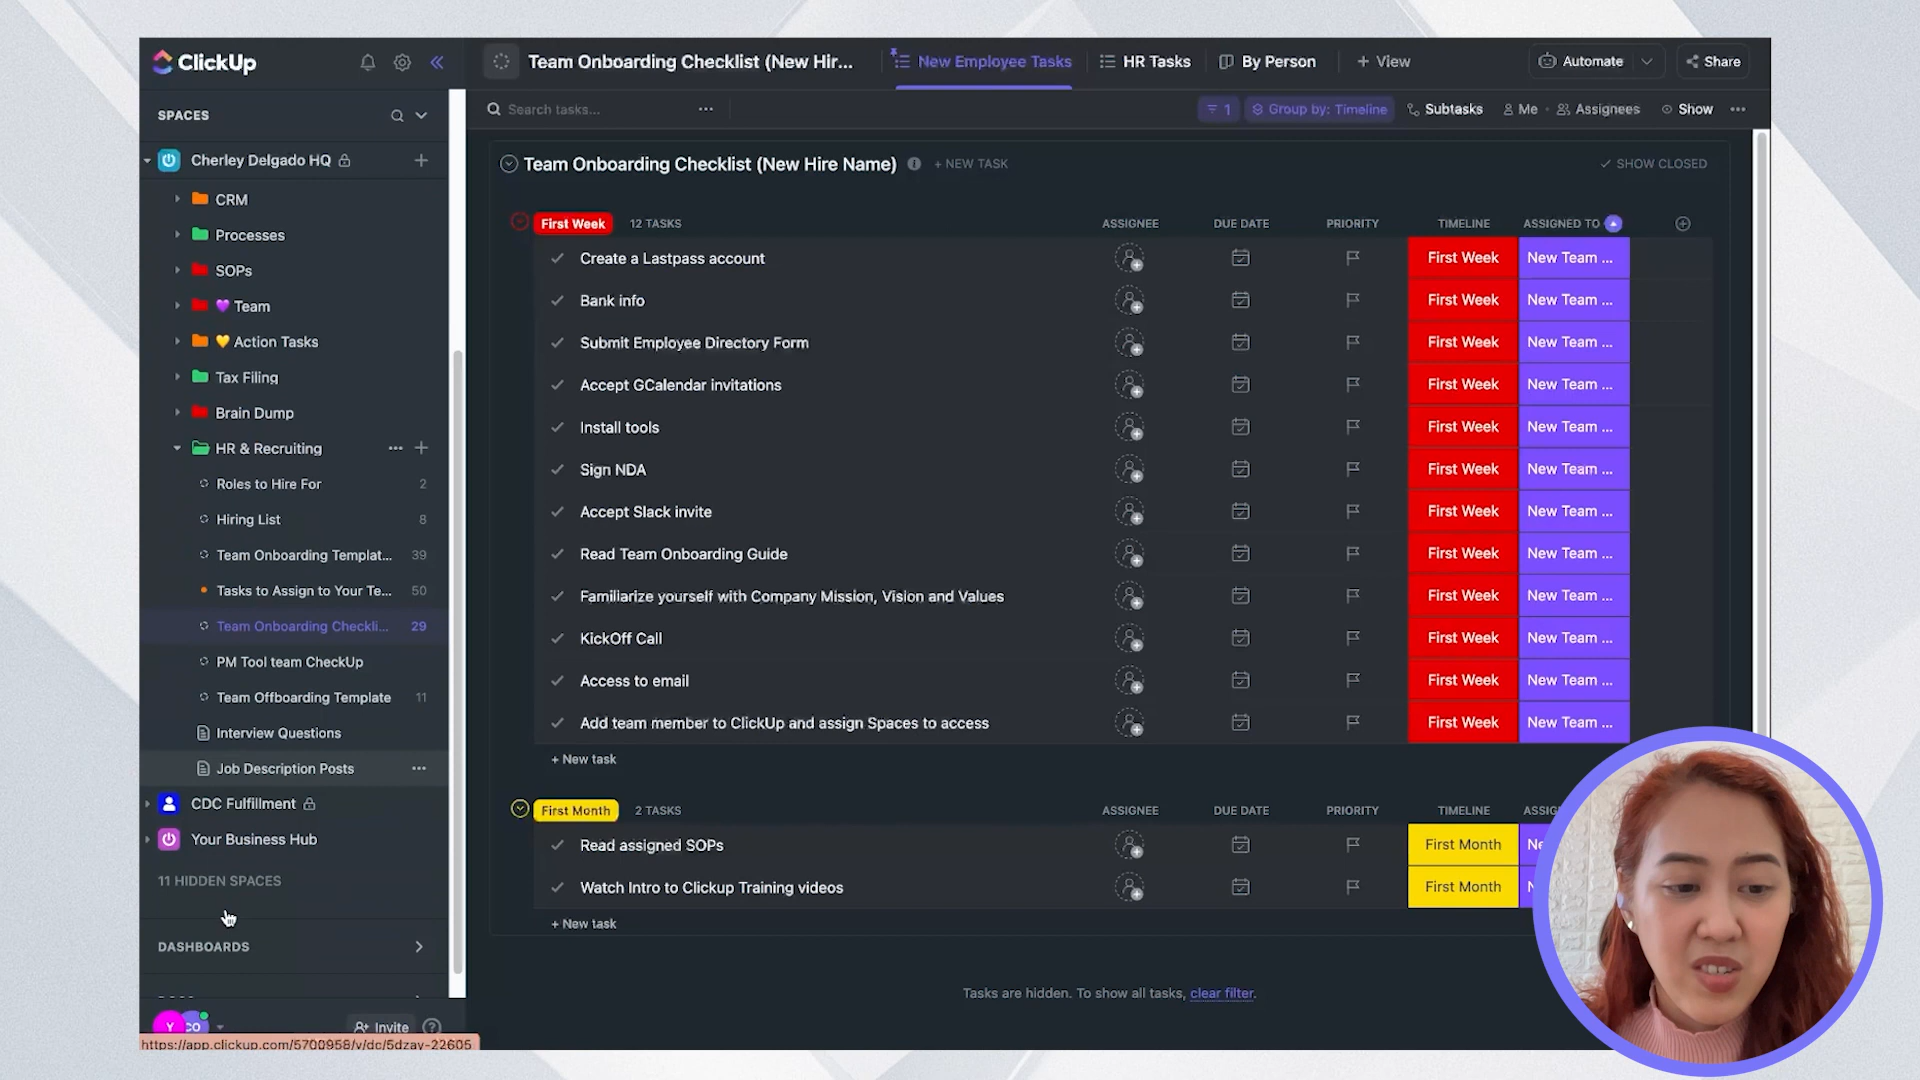 ClickUp
SPACES
Cherley Delgado HQ
CRM
Processes
SOPs
💜 Team
💛 Action Tasks
Tax Filing
Brain Dump
HR & Recruiting
Roles to Hire For 2
Hiring List 8
Team Onboarding Templat... 39
Tasks to Assign to Your Te... 50
Team Onboarding Checkli... 29
PM Tool team CheckUp
Team Offboarding Template 11
Interview Questions
Job Description Posts
CDC Fulfillment
Your Business Hub
11 HIDDEN SPACES
DASHBOARDS
Y CO Invite
https://app.clickup.com/5700958/v/dc/5dzay-22605
Team Onboarding Checklist (New Hir... New Employee Tasks HR Tasks By Person + View Automate Share
Search tasks... 1 Group by: Timeline Subtasks Me Assignees Show
Team Onboarding Checklist (New Hire Name) + NEW TASK SHOW CLOSED
First Week 12 TASKS ASSIGNEE DUE DATE PRIORITY TIMELINE ASSIGNED TO
Create a Lastpass account First Week New Team ...
Bank info First Week New Team ...
Submit Employee Directory Form First Week New Team ...
Accept GCalendar invitations First Week New Team ...
Install tools First Week New Team ...
Sign NDA First Week New Team ...
Accept Slack invite First Week New Team ...
Read Team Onboarding Guide First Week New Team ...
Familiarize yourself with Company Mission, Vision and Values First Week New Team ...
KickOff Call First Week New Team ...
Access to email First Week New Team ...
Add team member to ClickUp and assign Spaces to access First Week New Team ...
+ New task
First Month 2 TASKS ASSIGNEE DUE DATE PRIORITY TIMELINE
Read assigned SOPs First Month
Watch Intro to Clickup Training videos First Month
+ New task
Tasks are hidden. To show all tasks, clear filter.